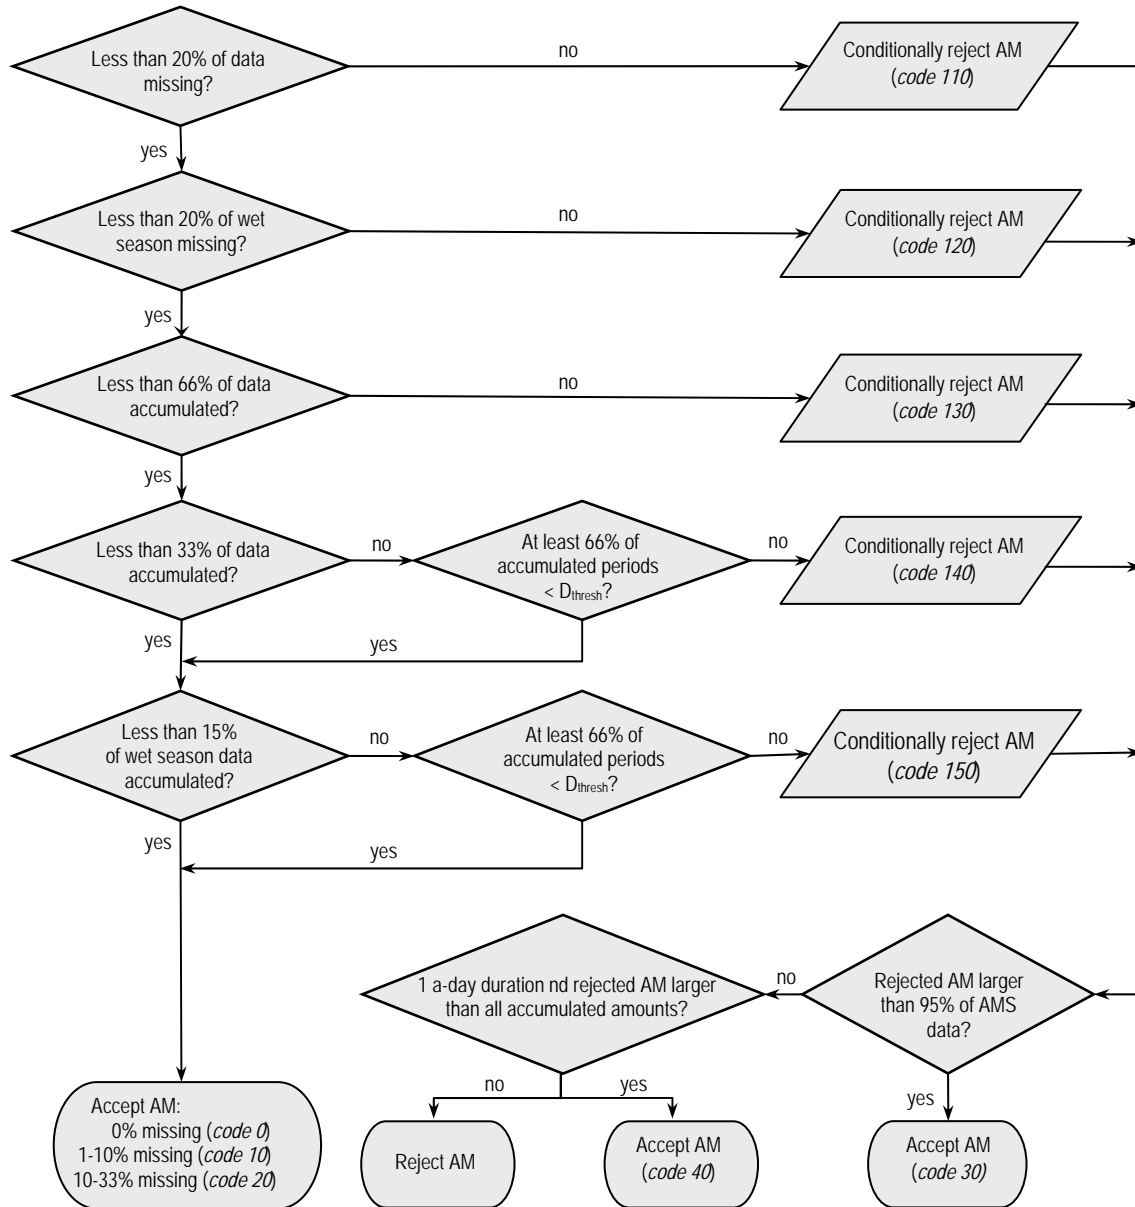 Less than 20% of data
missing?
no
Conditionally reject AM
(code 110)
yes
Less than 20% of wet
season missing?
no
Conditionally reject AM
(code 120)
yes
Less than 66% of data
accumulated?
no
Conditionally reject AM
(code 130)
yes
Less than 33% of data
accumulated?
no
At least 66% of
accumulated periods
< Dthresh?
no
Conditionally reject AM
(code 140)
yes
yes
Less than 15%
of wet season data
accumulated?
no
At least 66% of
accumulated periods
< Dthresh?
no
Conditionally reject AM
(code 150)
yes
yes
1 a-day duration nd rejected AM larger
than all accumulated amounts?
no
Rejected AM larger
than 95% of AMS
data?
no
yes
yes
Accept AM:
0% missing (code 0)
1-10% missing (code 10)
10-33% missing (code 20)
Reject AM
Accept AM
(code 40)
Accept AM
(code 30)